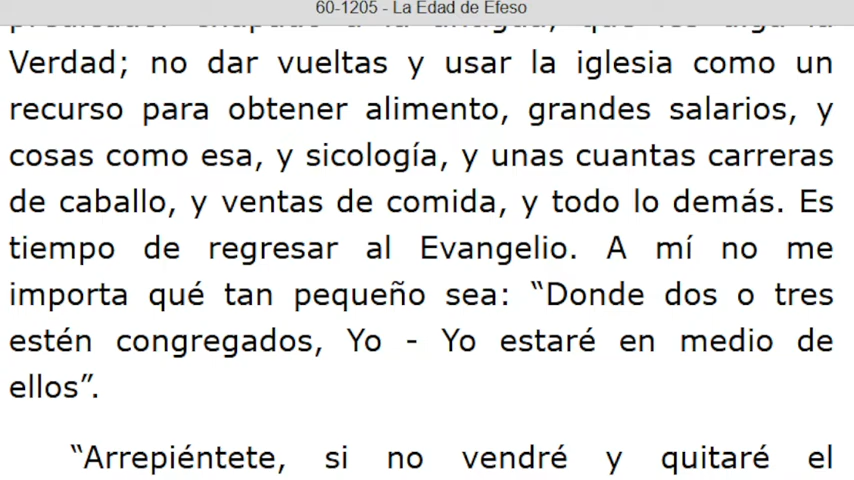 60-1205 - La Edad de Efeso
Verdad; no dar vueltas y usar la iglesia como un
recurso para obtener alimento, grandes salarios, y
cosas como esa, y sicología, y unas cuantas carreras
de caballo, y ventas de comida, y todo lo demás. Es
tiempo de regresar al Evangelio. A mí no me
importa qué tan pequeño sea: “Donde dos o tres
estén congregados, Yo - Yo estaré en medio de
ellos”.
“Arrepiéntete, si no vendré y quitaré el